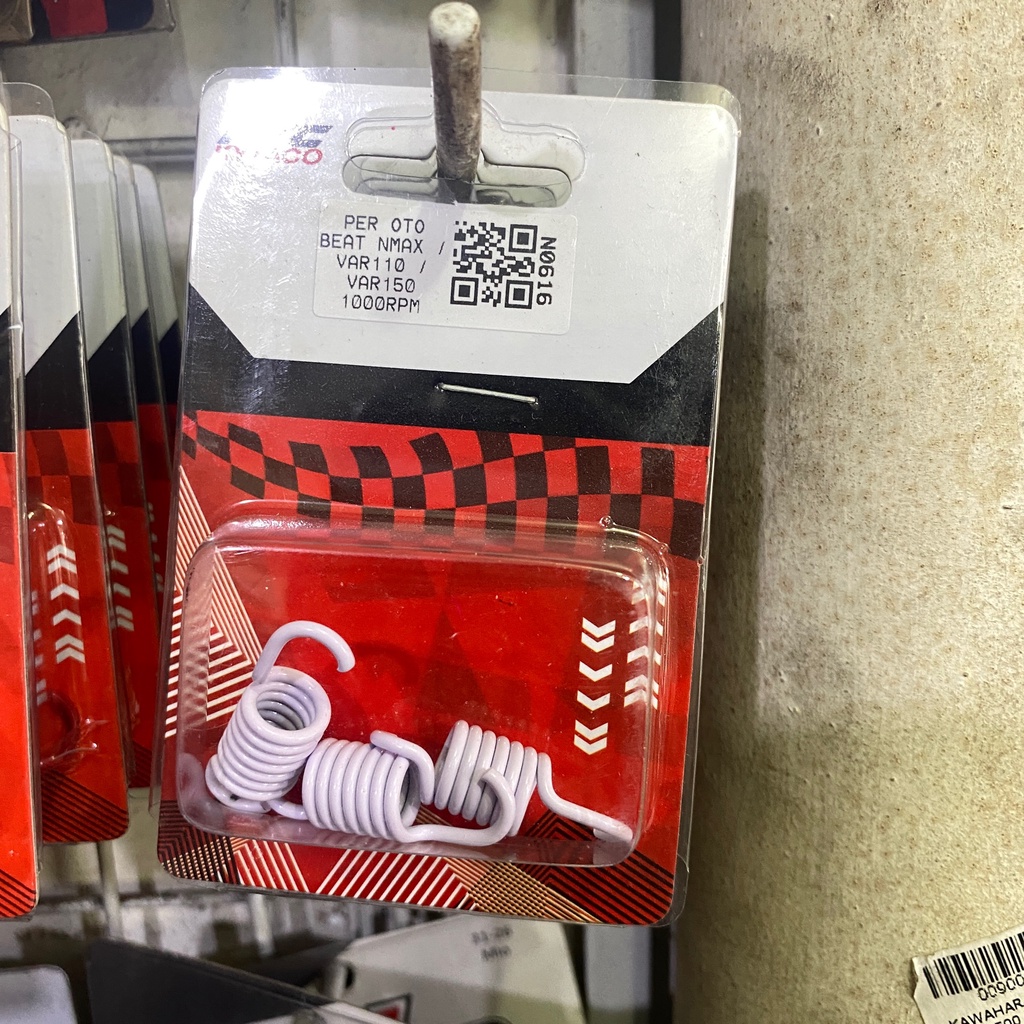 PER OTO
BEAT NMAX /
VAR110 /
VAR150
1000RPM
N0616